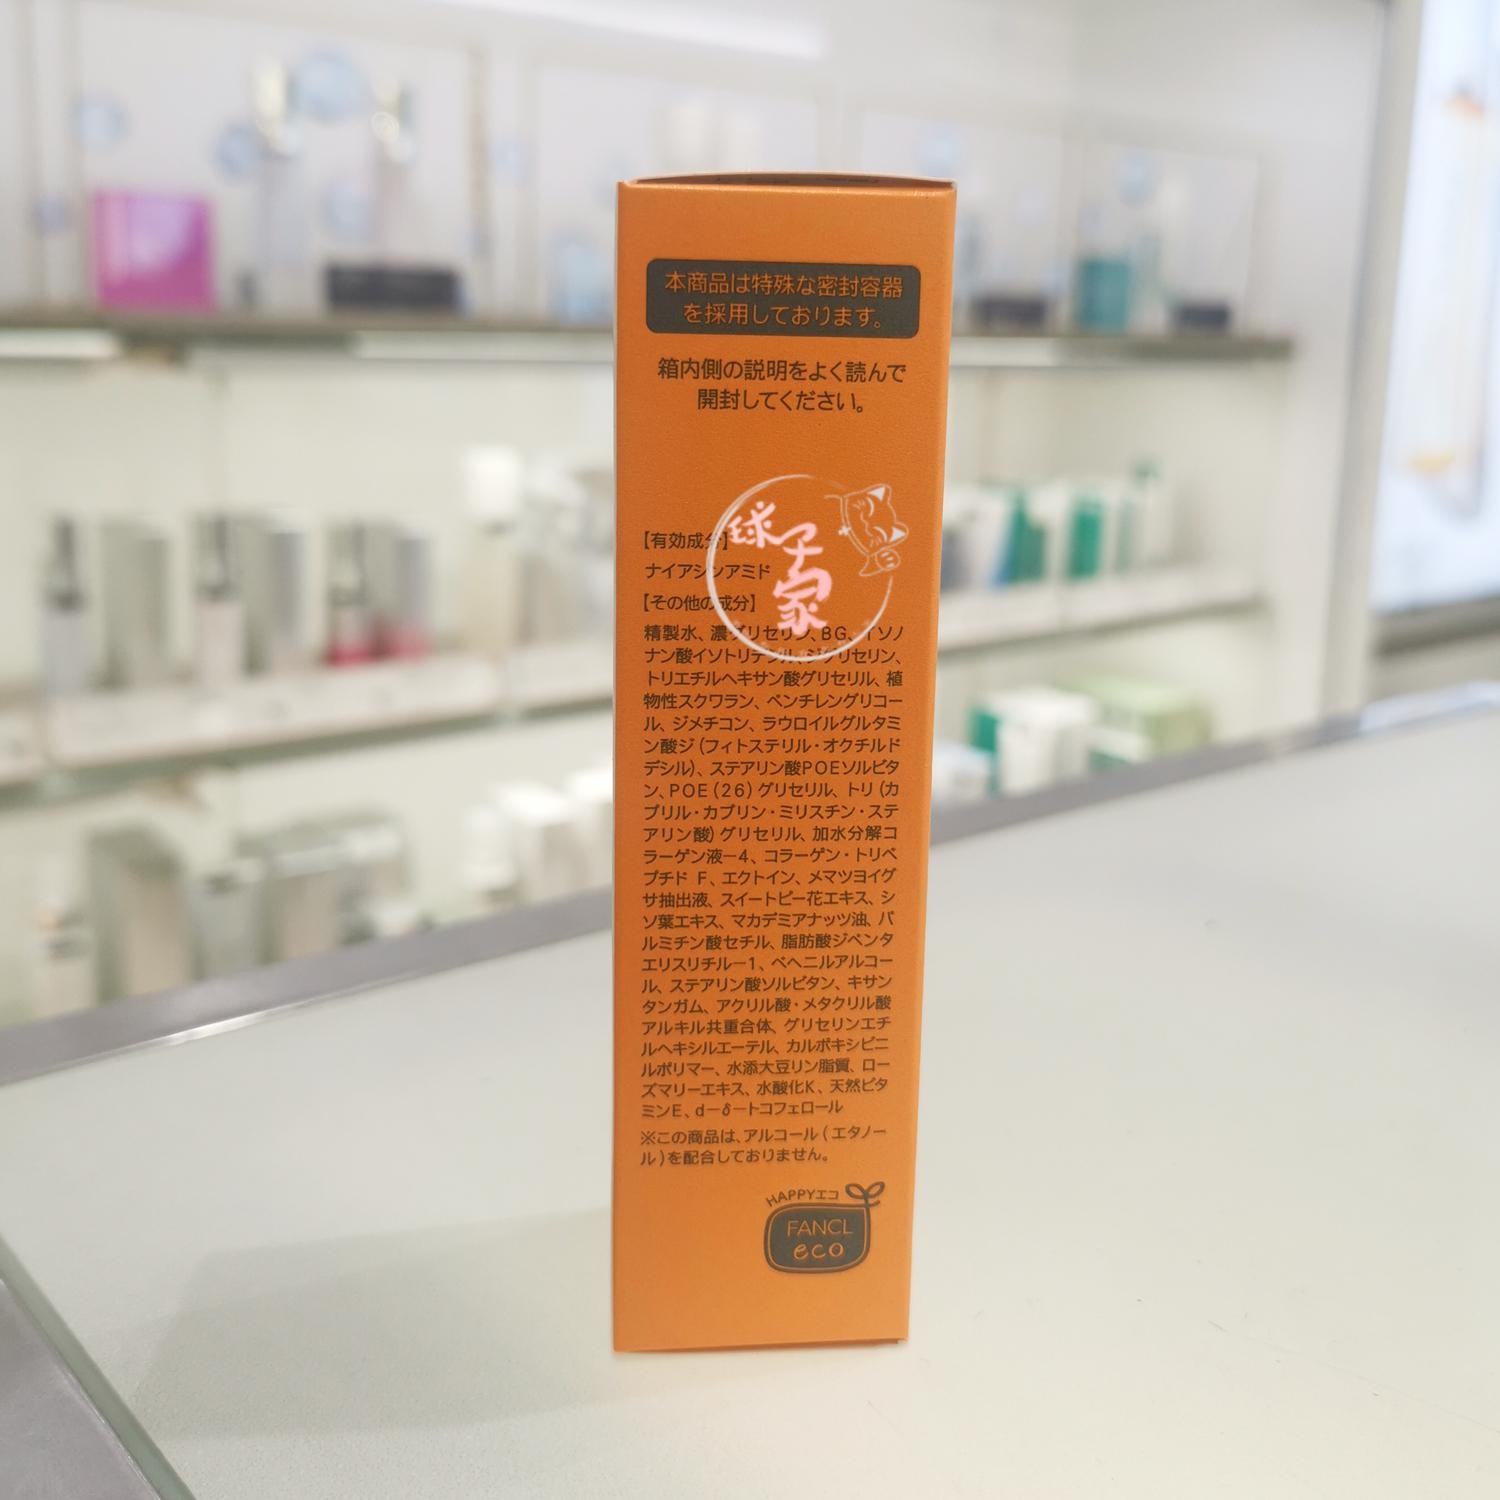 本商品は特殊な密封容器
を採用しております。
箱内側の説明をよく読んで
開封してください。
【有効成分】
ナイアシンアミド
【その他の成分】
精製水、濃グリセリン、BG、イソノ
ナン酸イソトリデシル、ジグリセリン、
トリエチルヘキサン酸グリセリル、植
物性スクワラン、ペンチレングリコー
ル、ジメチコン、ラウロイルグルタミ
ン酸ジ(フィトステリル・オクチルド
デシル)、ステアリン酸POEソルビタ
ン、POE(26)グリセリル、トリ(カ
プリル・カプリン・ミリスチン・ステ
アリン酸)グリセリル、加水分解コ
ラーゲン液−4、コラーゲン・トリペ
プチド F、エクトイン、メマツヨイグ
サ抽出液、スイートピー花エキス、シ
ソ葉エキス、マカデミアナッツ油、パ
ルミチン酸セチル、脂肪酸ジペンタ
エリスリチル−1、ベヘニルアルコー
ル、ステアリン酸ソルビタン、キサン
タンガム、アクリル酸・メタクリル酸
アルキル共重合体、グリセリンエチ
ルヘキシルエーテル、カルボキシビニ
ルポリマー、水添大豆リン脂質、ロー
ズマリーエキス、水酸化K、天然ビタ
ミンE、d−δ−トコフェロール
※この商品は、アルコール(エタノー
ル)を配合しておりません。
HAPPYエコ
FANCL
eco
球子家